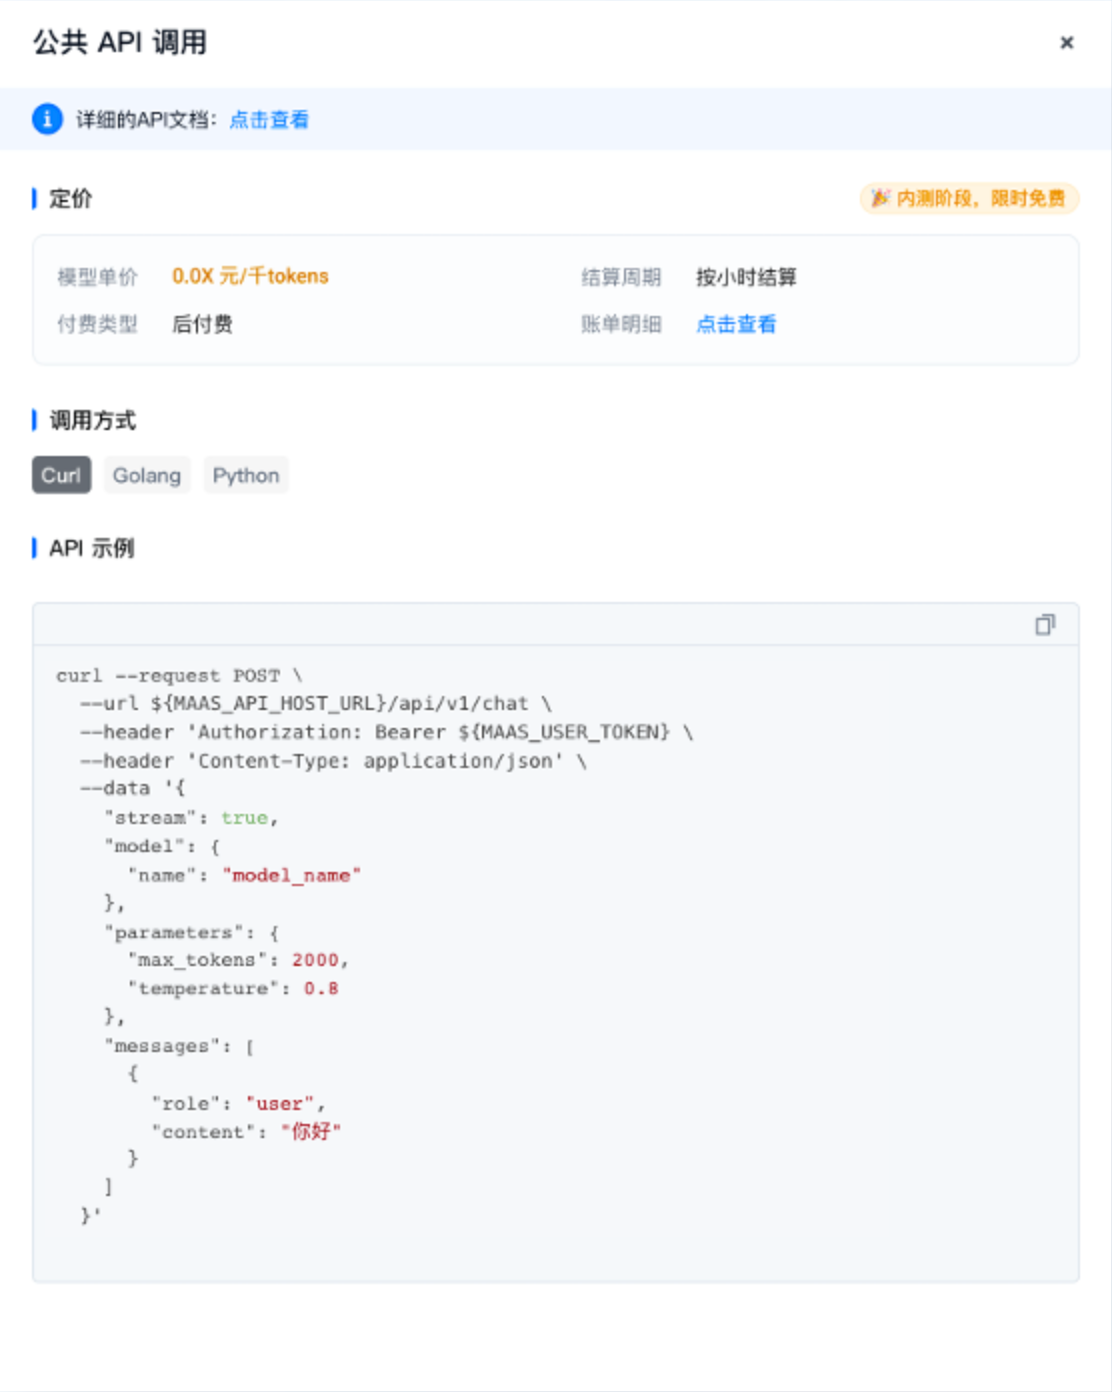 公共 API 调用
详细的API文档：点击查看
定价
🎉 内测阶段，限时免费
模型单价 0.0X 元/千tokens 结算周期 按小时结算
付费类型 后付费 账单明细 点击查看
调用方式
Curl Golang Python
API 示例
curl --request POST \
  --url ${MAAS_API_HOST_URL}/api/v1/chat \
  --header 'Authorization: Bearer ${MAAS_USER_TOKEN} \
  --header 'Content-Type: application/json' \
  --data '{
    "stream": true,
    "model": {
      "name": "model_name"
    },
    "parameters": {
      "max_tokens": 2000,
      "temperature": 0.8
    },
    "messages": [
      {
        "role": "user",
        "content": "你好"
      }
    ]
  }'